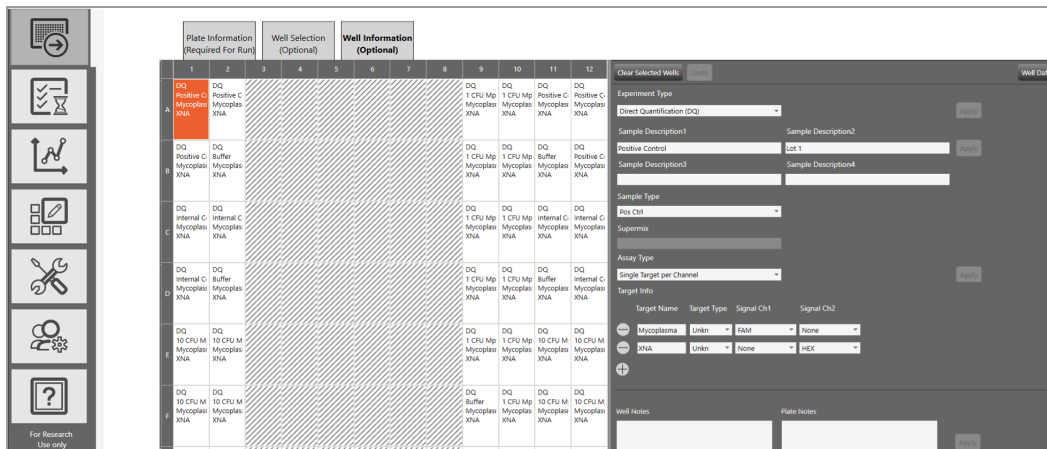 Plate Information
(Required For Run)
Well Selection
(Optional)
Well Information
(Optional)
1 2 3 4 5 6 7 8 9 10 11 12
A
DQ DQ DQ DQ DQ DQ
Positive C Positive C 1 CFU Mp 1 CFU Mp Positive C Positive C
Mycoplas Mycoplas Mycoplas Mycoplas Mycoplas Mycoplas
XNA XNA XNA XNA XNA XNA
B
DQ DQ DQ DQ DQ DQ
Positive C Buffer 1 CFU Mp 1 CFU Mp Buffer Positive C
Mycoplas Mycoplas Mycoplas Mycoplas Mycoplas Mycoplas
XNA XNA XNA XNA XNA XNA
C
DQ DQ DQ DQ DQ DQ
Internal C Internal C 1 CFU Mp 1 CFU Mp Internal C Internal C
Mycoplas Mycoplas Mycoplas Mycoplas Mycoplas Mycoplas
XNA XNA XNA XNA XNA XNA
D
DQ DQ DQ DQ DQ DQ
Internal C Buffer 1 CFU Mp 1 CFU Mp Buffer Internal C
Mycoplas Mycoplas Mycoplas Mycoplas Mycoplas Mycoplas
XNA XNA XNA XNA XNA XNA
E
DQ DQ DQ DQ DQ DQ
10 CFU M 10 CFU M 1 CFU Mp 1 CFU Mp 10 CFU M 10 CFU M
Mycoplas Mycoplas Mycoplas Mycoplas Mycoplas Mycoplas
XNA XNA XNA XNA XNA XNA
F
DQ DQ DQ DQ DQ DQ
10 CFU M 10 CFU M Buffer 1 CFU Mp 10 CFU M 10 CFU M
Mycoplas Mycoplas Mycoplas Mycoplas Mycoplas Mycoplas
XNA XNA XNA XNA XNA XNA
Clear Selected Wells Undo Well Dat
Experiment Type
Direct Quantification (DQ) Apply
Sample Description1 Sample Description2
Positive Control Lot 1 Apply
Sample Description3 Sample Description4
Sample Type
Pos Ctrl
Supermix
Assay Type
Single Target per Channel Apply
Target Info
Target Name Target Type Signal Ch1 Signal Ch2
Mycoplasma Unkn FAM None
XNA Unkn None HEX
Well Notes Plate Notes
Apply
?
For Research
Use only